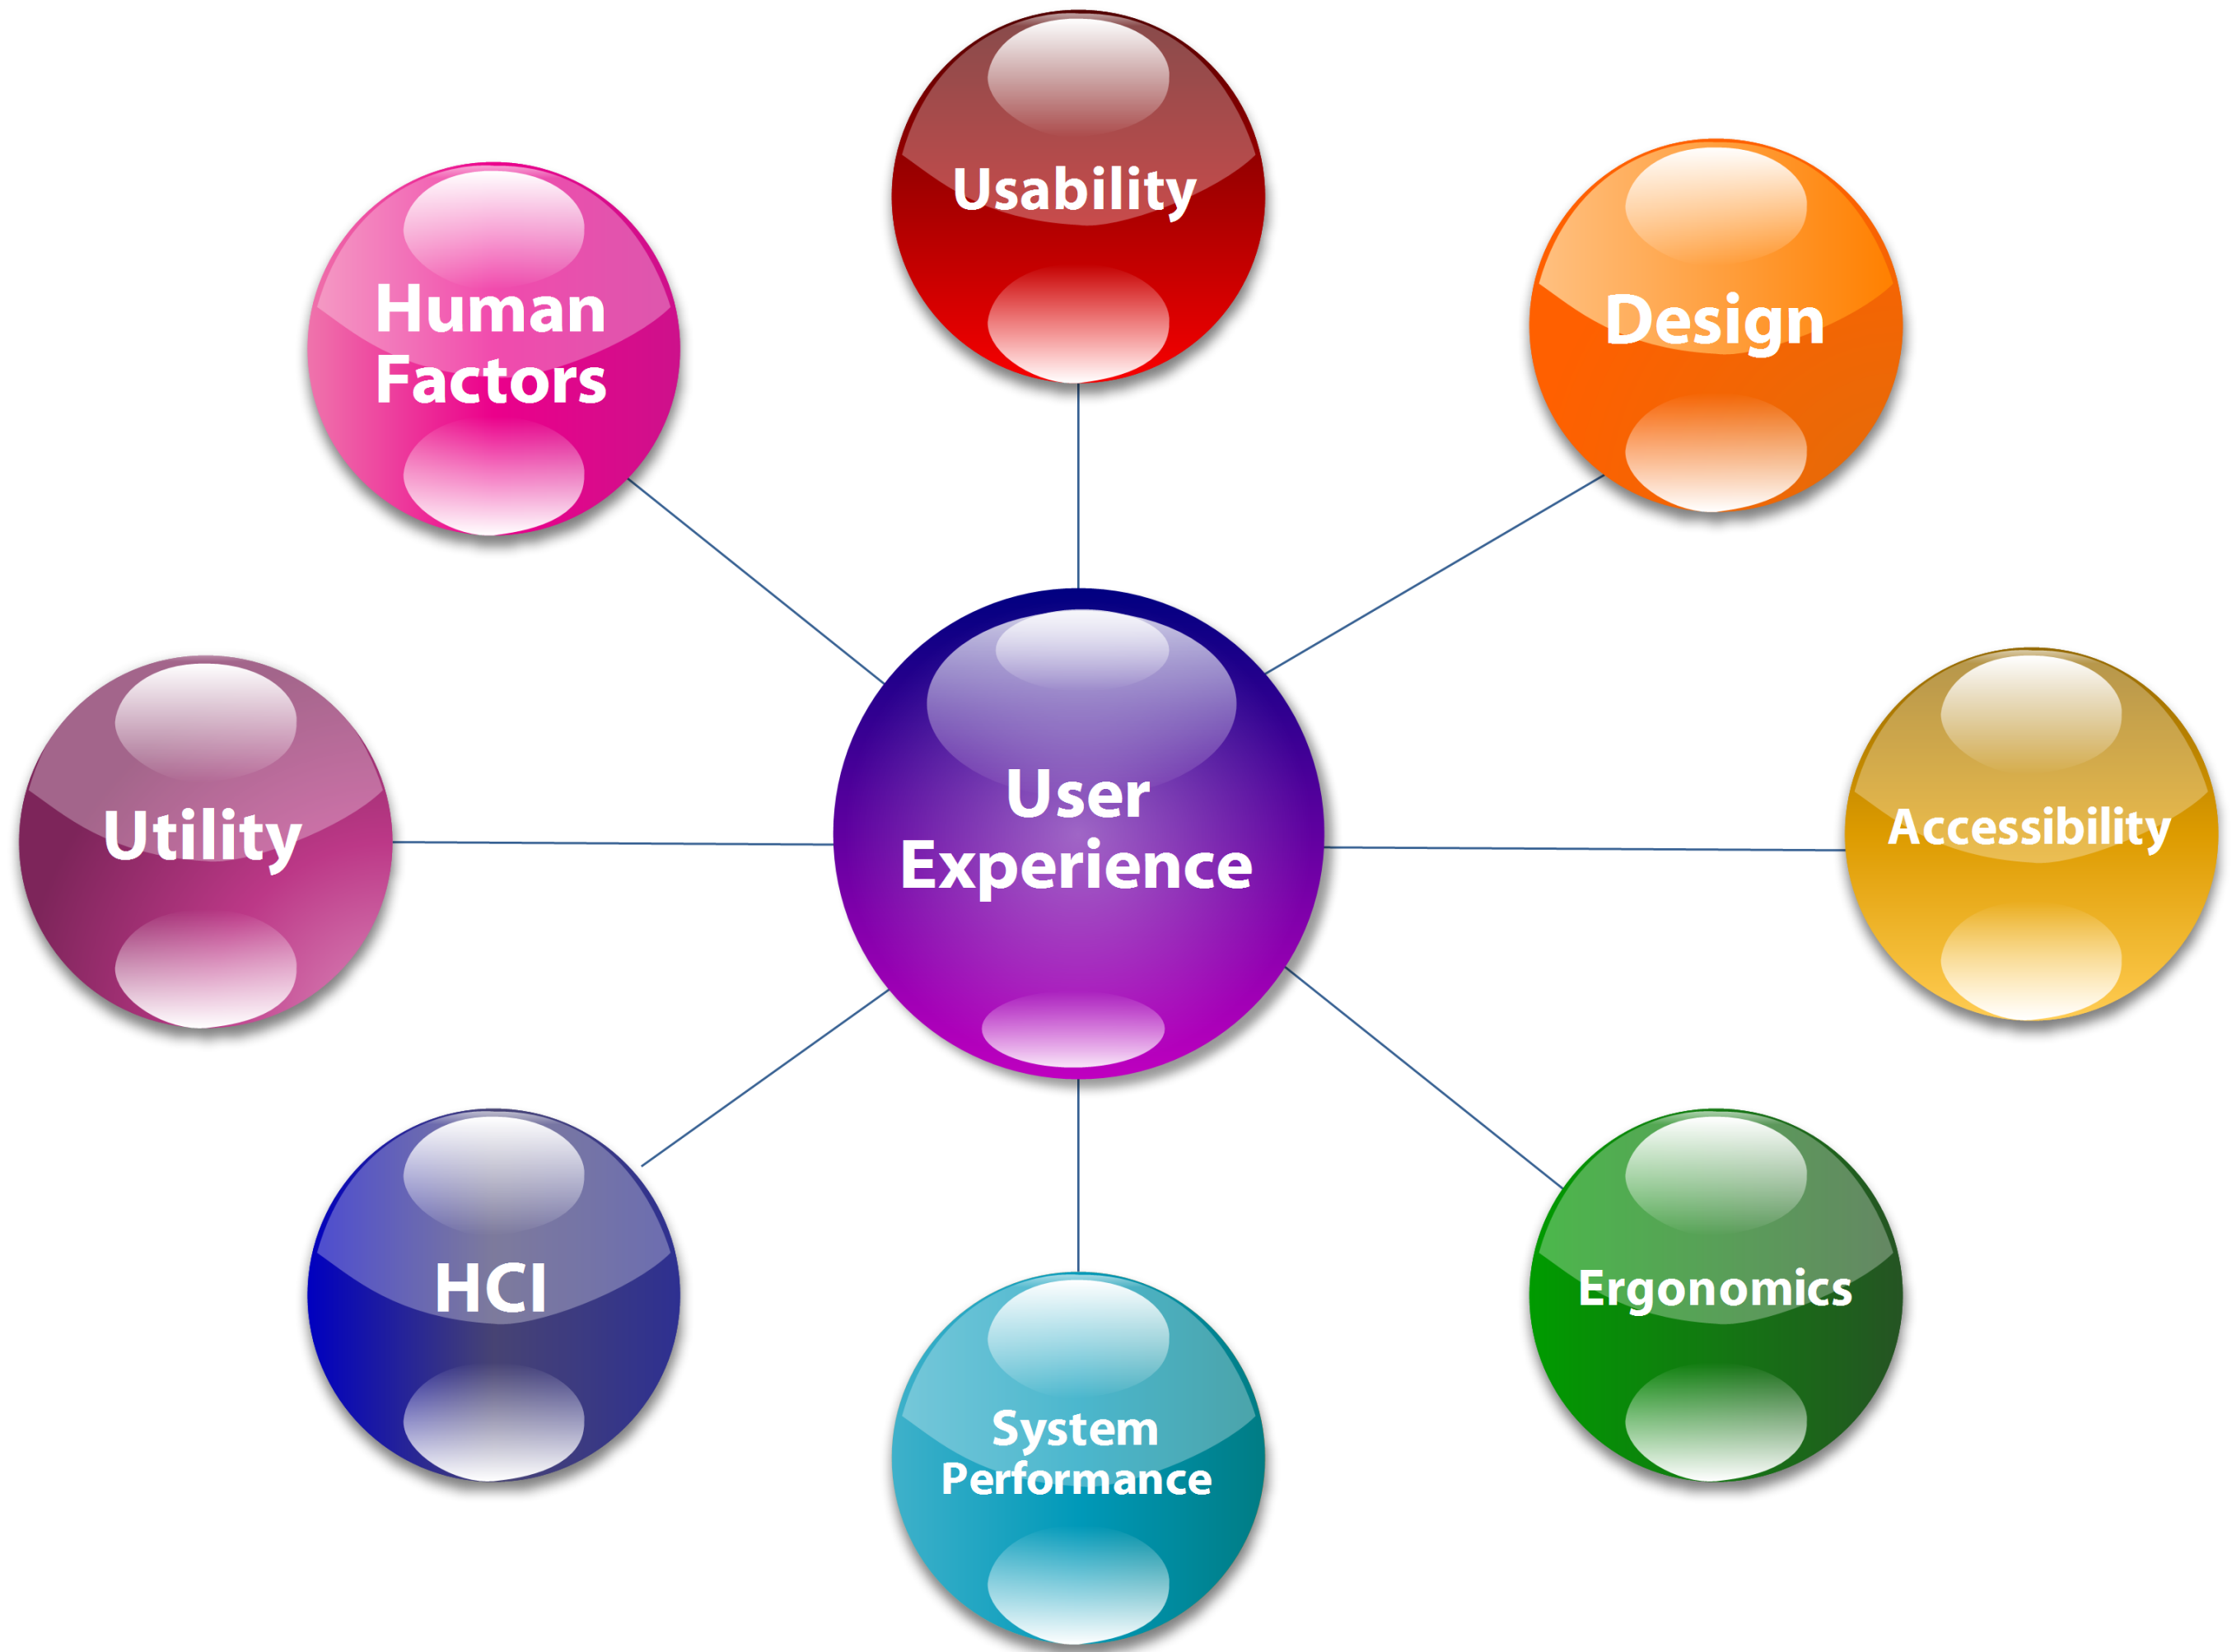 Usability
Human
Factors
Design
User
Experience
Utility
Accessibility
HCI
Ergonomics
System
Performance